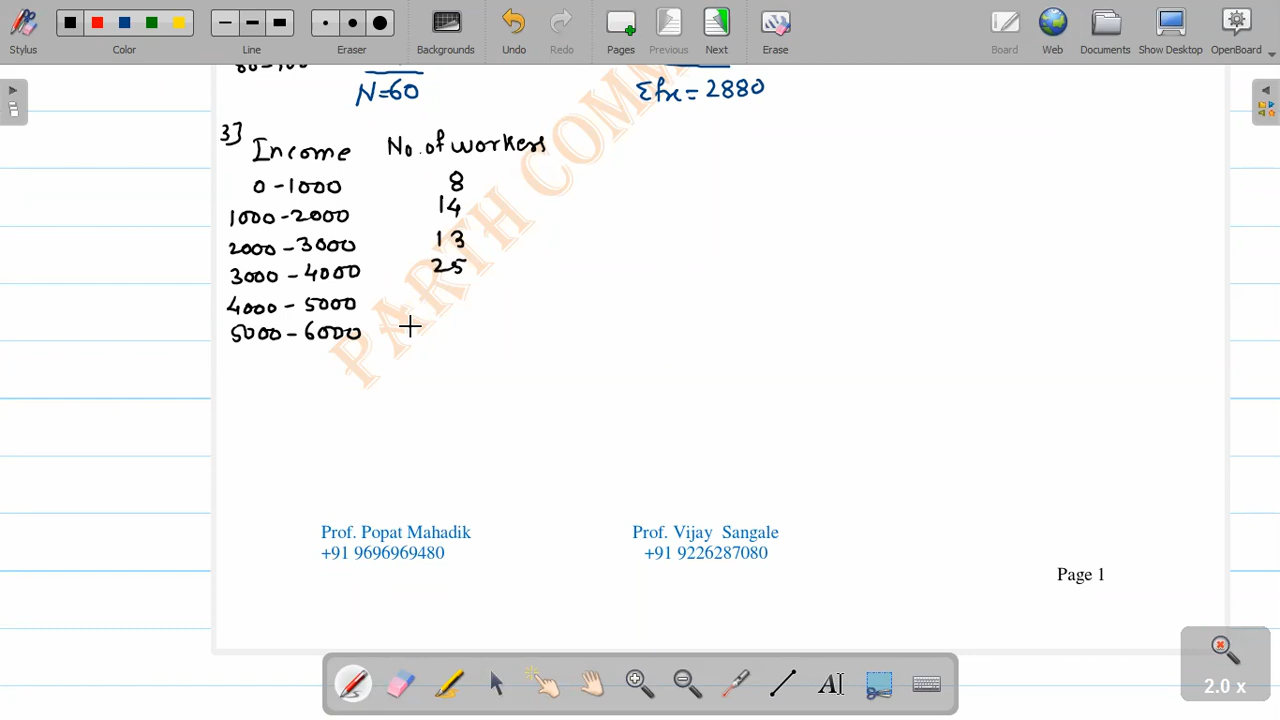 Stylus
Color
Line
Eraser
Backgrounds
Undo
Redo
Pages
Previous
Next
Erase
Board
Web
Documents
Show Desktop
OpenBoard
N=60
Σfx = 2880
3]
Income No. of workers
0 - 1000 8
1000 - 2000 14
2000 - 3000 13
3000 - 4000 25
4000 - 5000
5000 - 6000
PARTH COMM
Prof. Popat Mahadik Prof. Vijay Sangale
+91 9696969480 +91 9226287080
Page 1
2.0 x